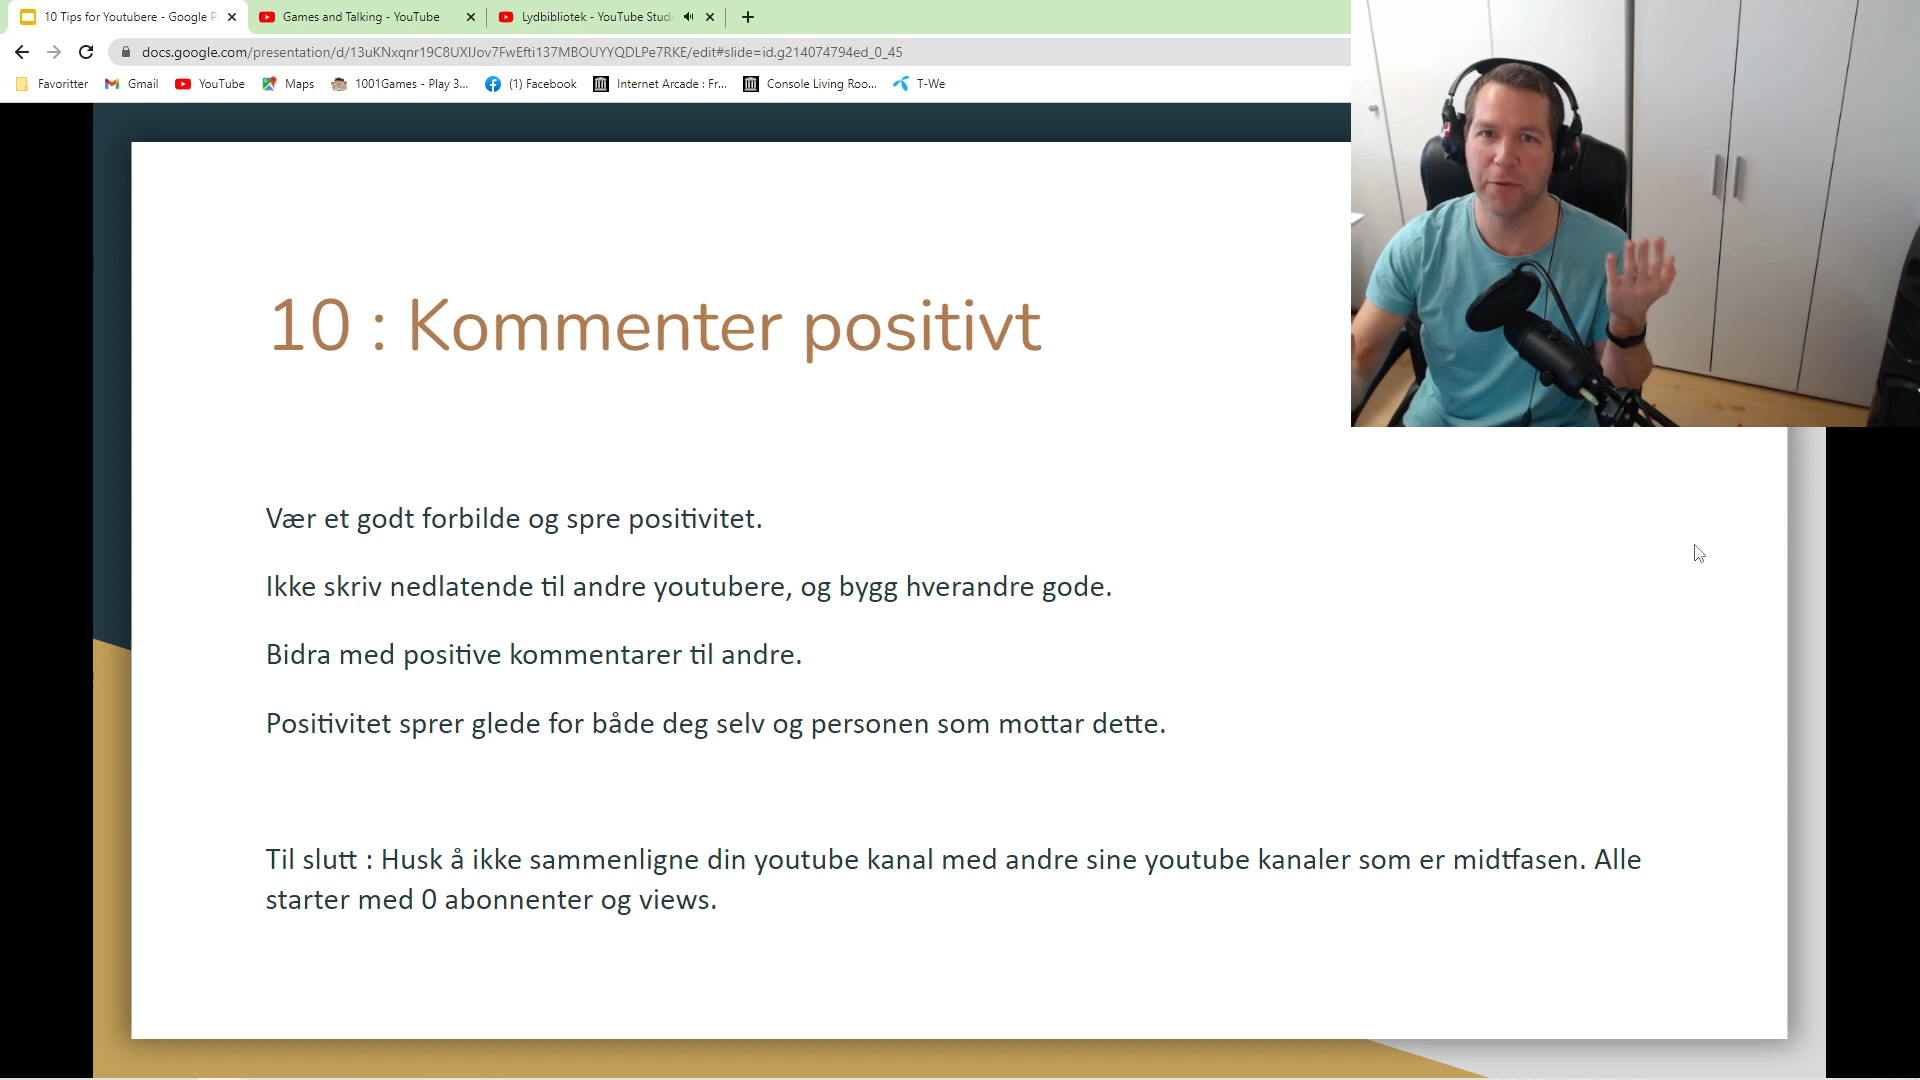 10 Tips for Youtubere - Google P
Games and Talking - YouTube
Lydbibliotek - YouTube Studi
docs.google.com/presentation/d/13uKNxqnr19C8UXIJov7FwEfti137MBOUYYQDLPe7RKE/edit#slide=id.g214074794ed_0_45
Favoritter
Gmail
YouTube
Maps
1001Games - Play 3...
(1) Facebook
Internet Arcade : Fr...
Console Living Roo...
T-We
10 : Kommenter positivt
Vær et godt forbilde og spre positivitet.
Ikke skriv nedlatende til andre youtubere, og bygg hverandre gode.
Bidra med positive kommentarer til andre.
Positivitet sprer glede for både deg selv og personen som mottar dette.
Til slutt : Husk å ikke sammenligne din youtube kanal med andre sine youtube kanaler som er midtfasen. Alle
starter med 0 abonnenter og views.